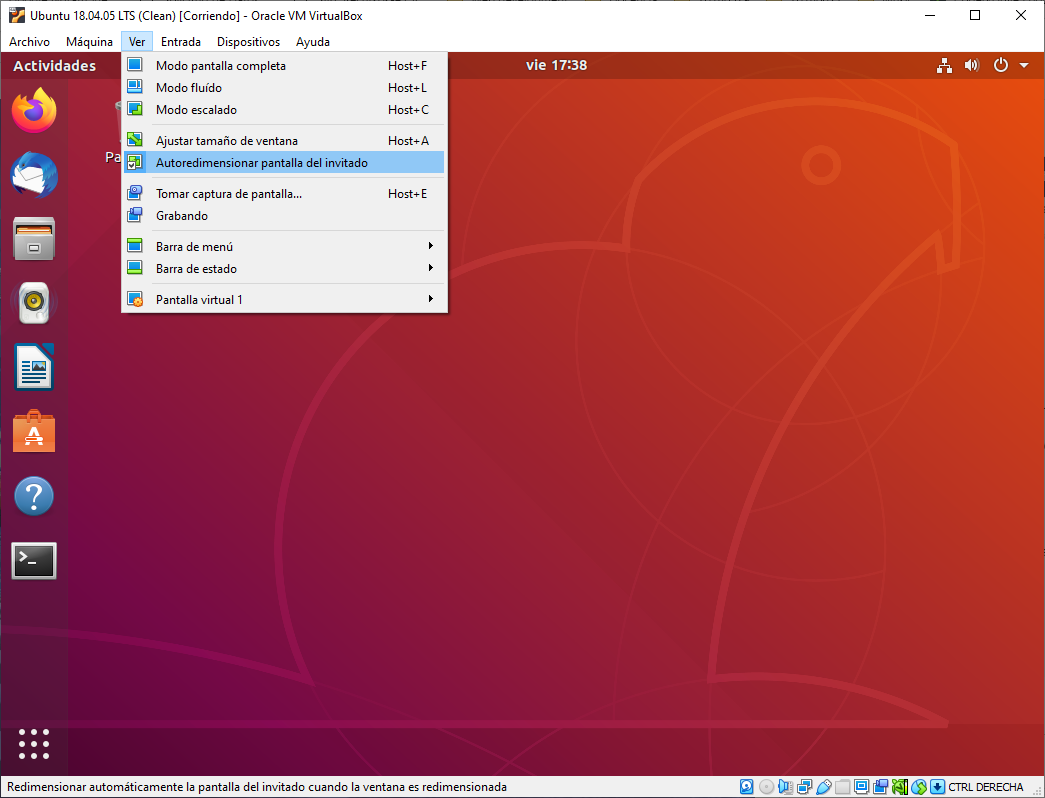 Ubuntu 18.04.05 LTS (Clean) [Corriendo] - Oracle VM VirtualBox
Archivo Máquina Ver Entrada Dispositivos Ayuda
Actividades
vie 17:38
Modo pantalla completa Host+F
Modo fluído Host+L
Modo escalado Host+C
Ajustar tamaño de ventana Host+A
Autoredimensionar pantalla del invitado
Tomar captura de pantalla... Host+E
Grabando
Barra de menú
Barra de estado
Pantalla virtual 1
Pa
Redimensionar automáticamente la pantalla del invitado cuando la ventana es redimensionada
CTRL DERECHA